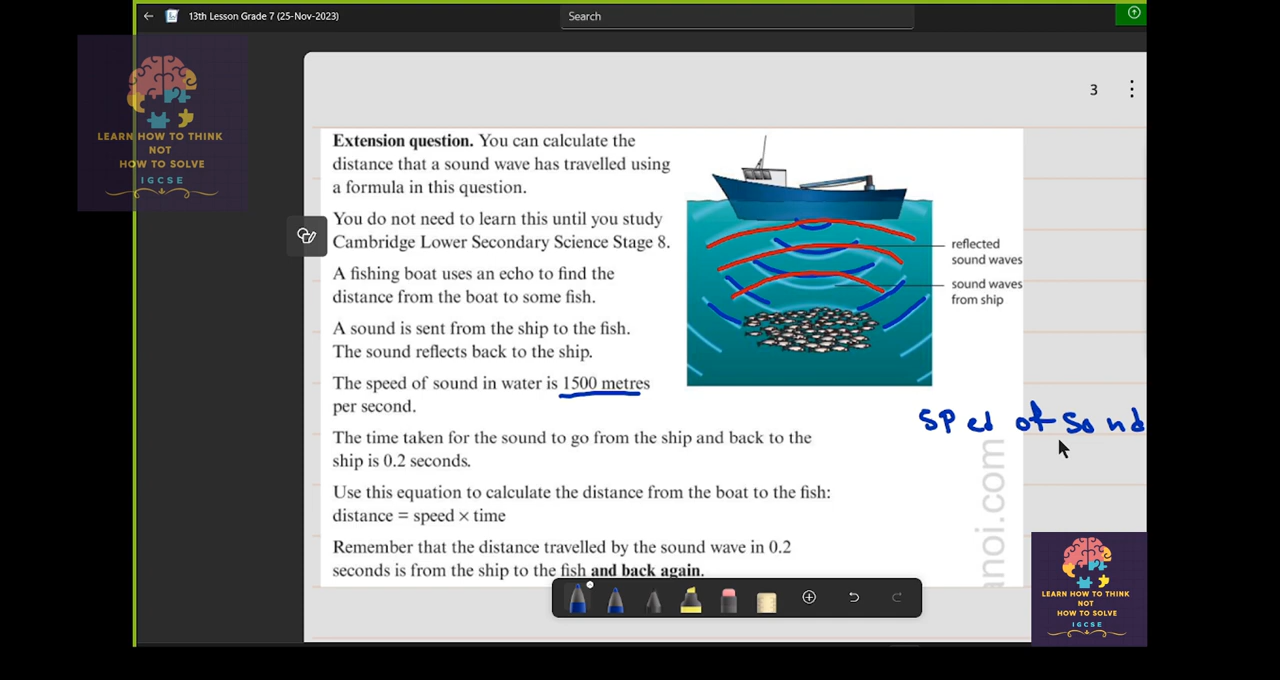 13th Lesson Grade 7 (25-Nov-2023)
Search
LEARN HOW TO THINK
NOT
HOW TO SOLVE
IGCSE
3
Extension question. You can calculate the
distance that a sound wave has travelled using
a formula in this question.
You do not need to learn this until you study
Cambridge Lower Secondary Science Stage 8.
A fishing boat uses an echo to find the
distance from the boat to some fish.
A sound is sent from the ship to the fish.
The sound reflects back to the ship.
The speed of sound in water is 1500 metres
per second.
The time taken for the sound to go from the ship and back to the
ship is 0.2 seconds.
Use this equation to calculate the distance from the boat to the fish:
distance = speed × time
Remember that the distance travelled by the sound wave in 0.2
seconds is from the ship to the fish and back again.
reflected
sound waves
sound waves
from ship
sped of sound
anoi.com
LEARN HOW TO THINK
NOT
HOW TO SOLVE
IGCSE